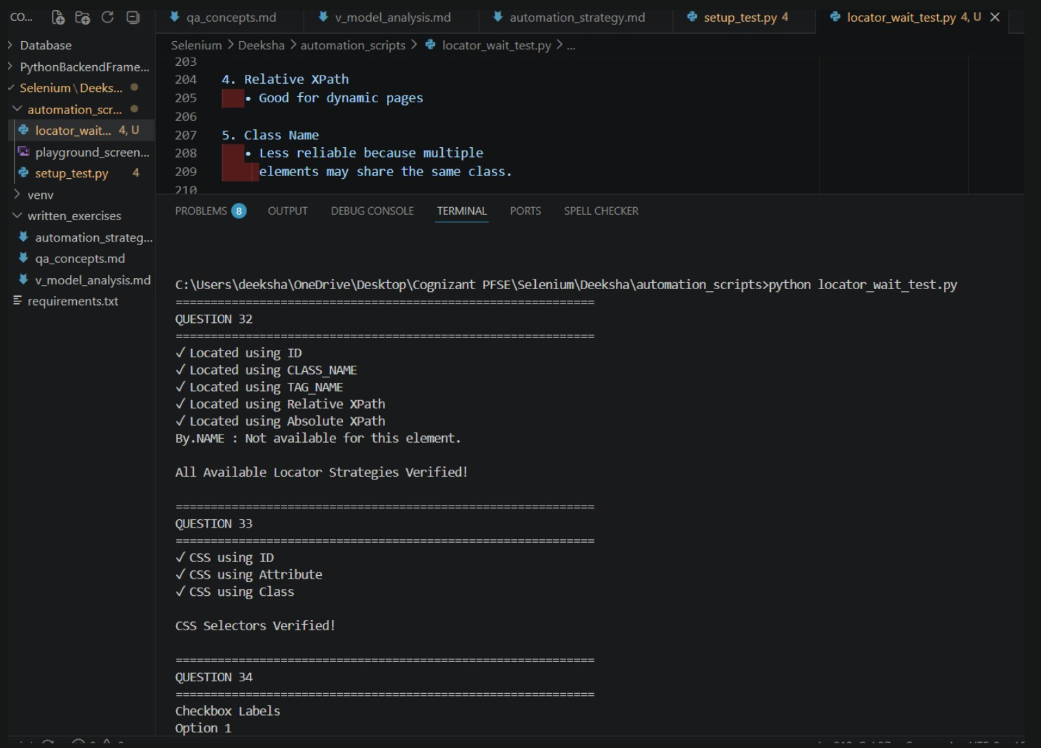 CO...
qa_concepts.md
v_model_analysis.md
automation_strategy.md
setup_test.py 4
locator_wait_test.py 4, U
Database
PythonBackendFrame...
Selenium \ Deeks...
automation_scr...
locator_wait... 4, U
playground_screen...
setup_test.py 4
venv
written_exercises
automation_strateg...
qa_concepts.md
v_model_analysis.md
requirements.txt
Selenium > Deeksha > automation_scripts > locator_wait_test.py > ...
203
204 4. Relative XPath
205 • Good for dynamic pages
206
207 5. Class Name
208 • Less reliable because multiple
209 elements may share the same class.
210
PROBLEMS 8 OUTPUT DEBUG CONSOLE TERMINAL PORTS SPELL CHECKER
C:\Users\deeksha\OneDrive\Desktop\Cognizant PFSE\Selenium\Deeksha\automation_scripts>python locator_wait_test.py
============================================================
QUESTION 32
============================================================
✓ Located using ID
✓ Located using CLASS_NAME
✓ Located using TAG_NAME
✓ Located using Relative XPath
✓ Located using Absolute XPath
By.NAME : Not available for this element.
All Available Locator Strategies Verified!
============================================================
QUESTION 33
============================================================
✓ CSS using ID
✓ CSS using Attribute
✓ CSS using Class
CSS Selectors Verified!
============================================================
QUESTION 34
============================================================
Checkbox Labels
Option 1